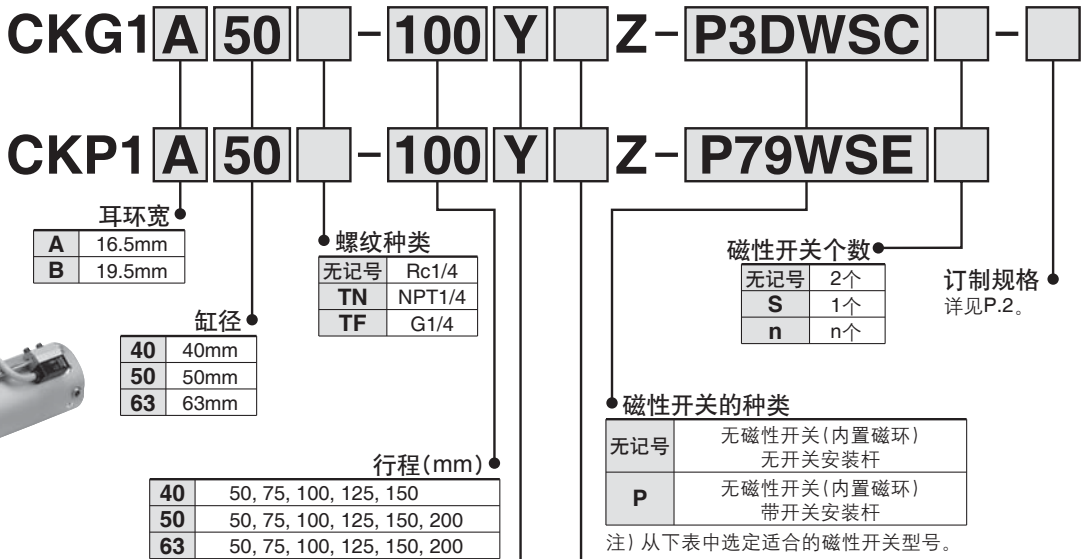 CKG1 A 50 - 100 Y Z - P3DWSC -
CKP1 A 50 - 100 Y Z - P79WSE
耳环宽
A 16.5mm
B 19.5mm
螺纹种类
无记号 Rc1/4
TN NPT1/4
TF G1/4
缸径
40 40mm
50 50mm
63 63mm
行程(mm)
40 50, 75, 100, 125, 150
50 50, 75, 100, 125, 150, 200
63 50, 75, 100, 125, 150, 200
磁性开关个数
无记号 2个
S 1个
n n个
订制规格
详见P.2。
磁性开关的种类
无记号 无磁性开关(内置磁环)
无开关安装杆
P 无磁性开关(内置磁环)
带开关安装杆
注) 从下表中选定适合的磁性开关型号。